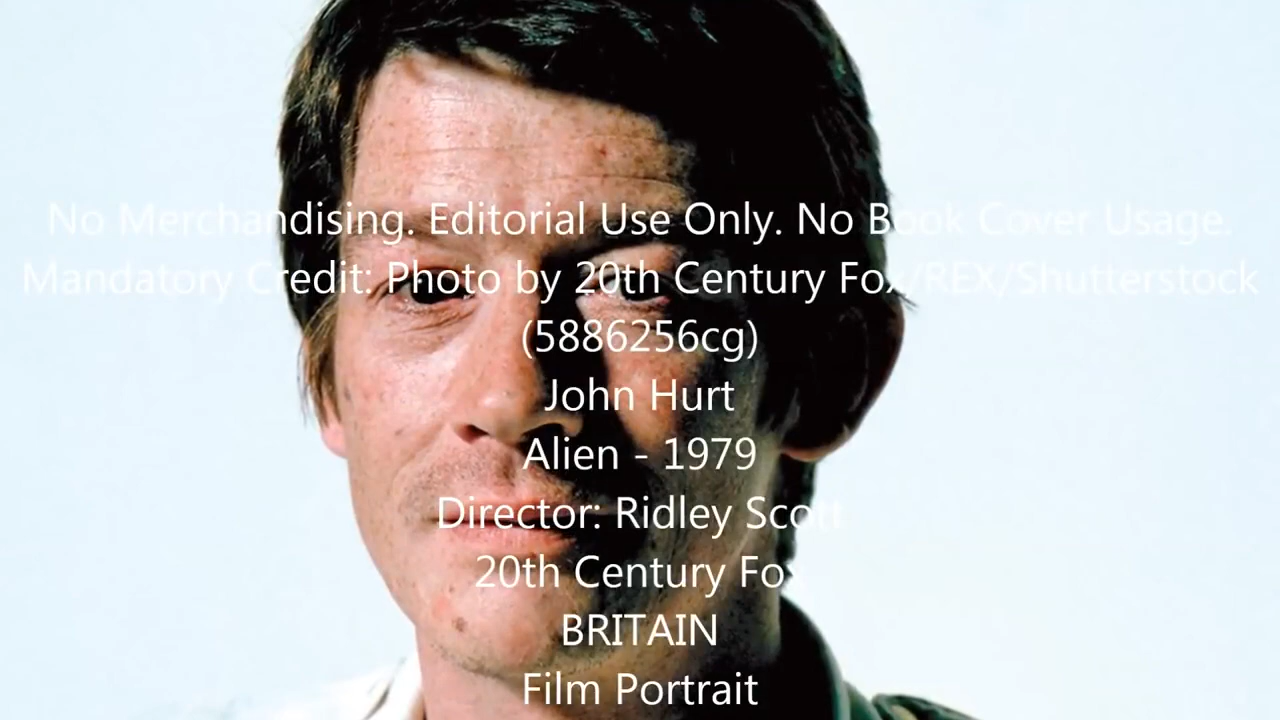 No Merchandising. Editorial Use Only. No Book Cover Usage.
Mandatory Credit: Photo by 20th Century Fox/REX/Shutterstock
(5886256cg)
John Hurt
Alien - 1979
Director: Ridley Scott
20th Century Fox
BRITAIN
Film Portrait